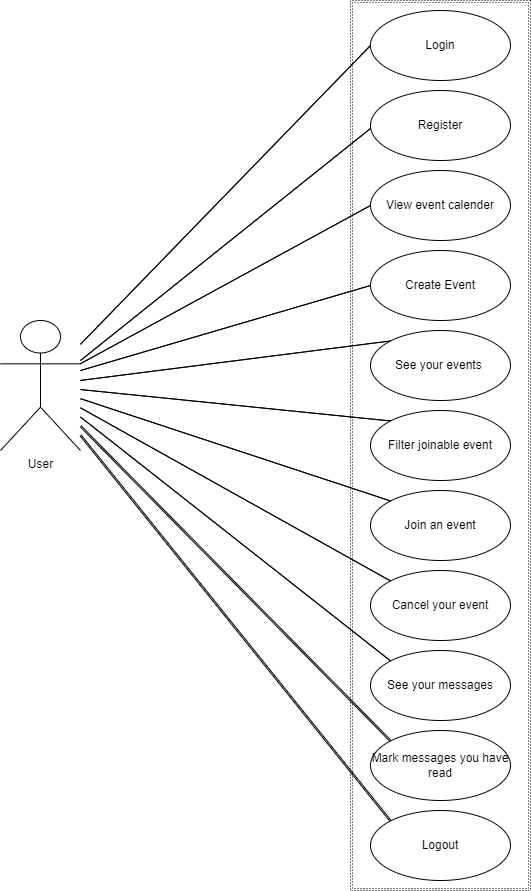 Login
Register
View event calender
Create Event
See your events
Filter joinable event
User
Join an event
Cancel your event
See your messages
Mark messages you have
read
Logout